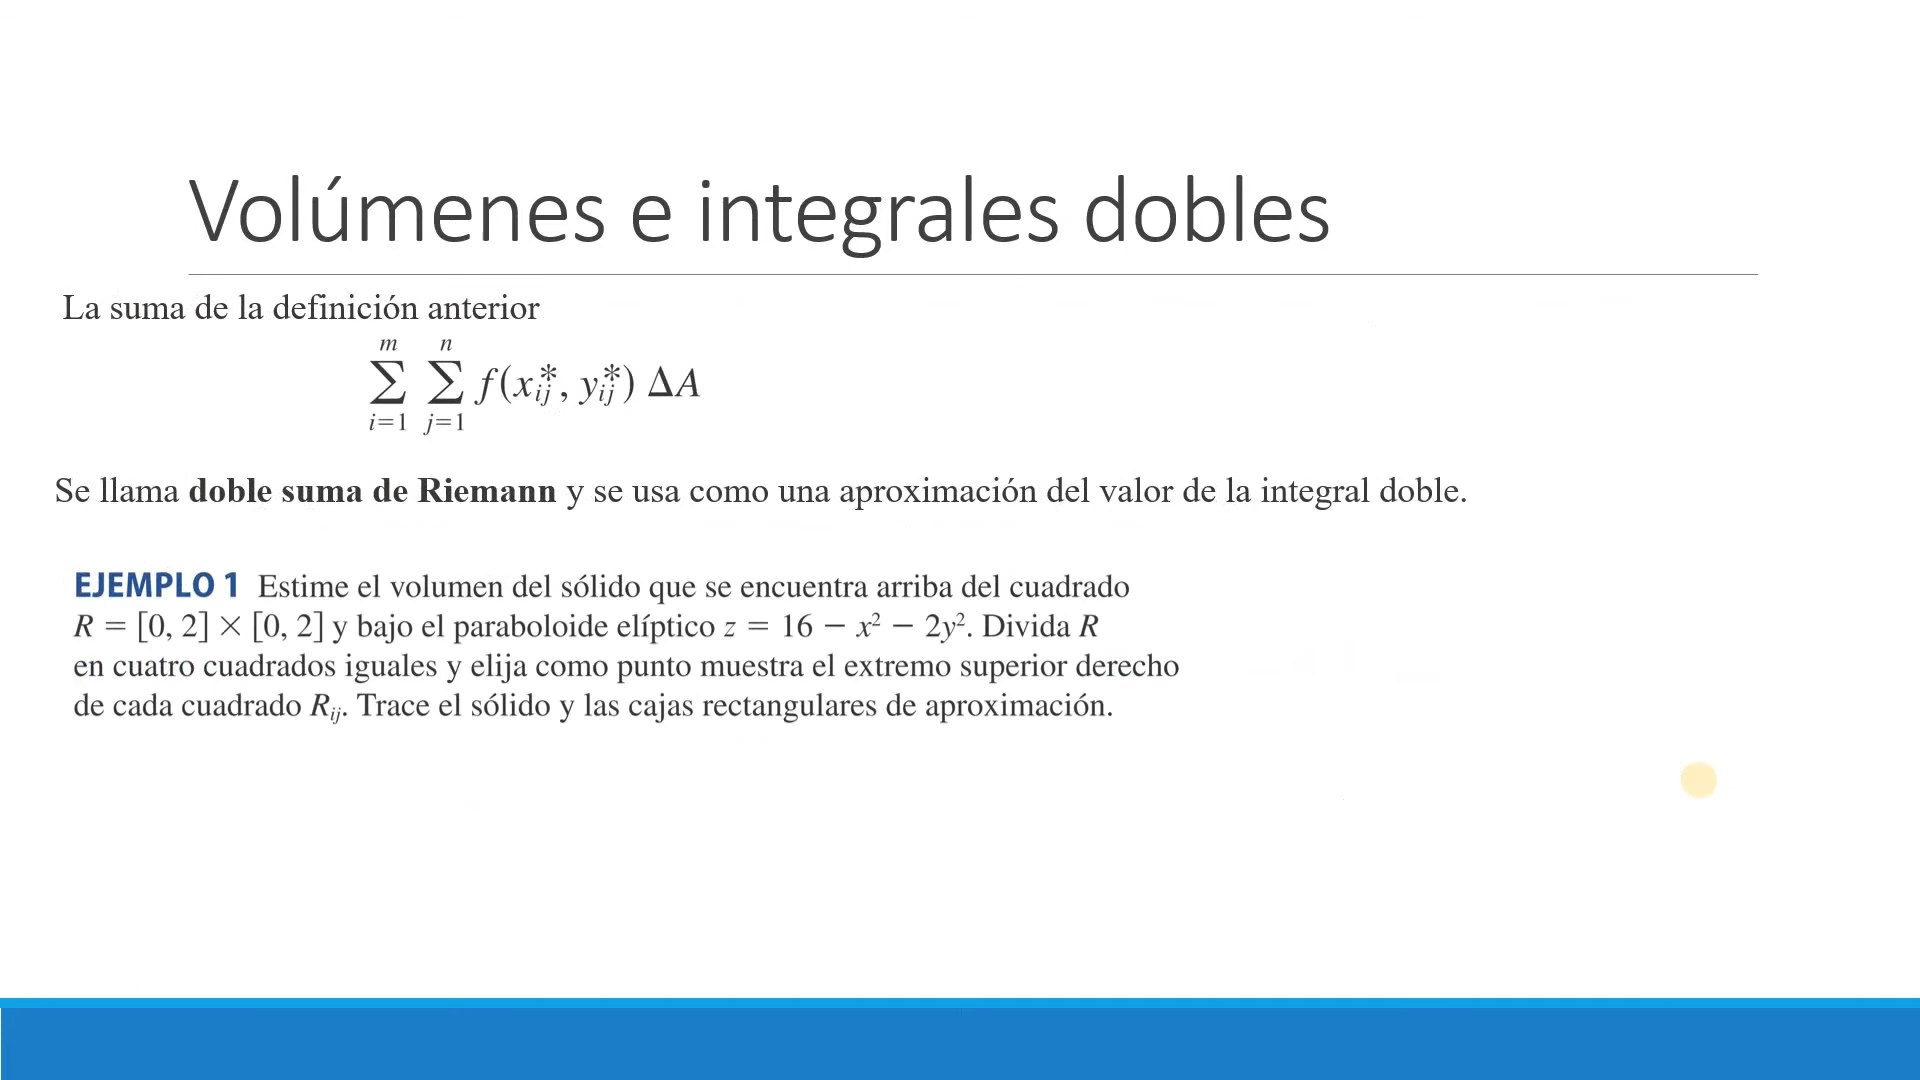 Volúmenes e integrales dobles
La suma de la definición anterior
m n
∑ ∑ f(x*ij, y*ij) ΔA
i=1 j=1
Se llama doble suma de Riemann y se usa como una aproximación del valor de la integral doble.
EJEMPLO 1 Estime el volumen del sólido que se encuentra arriba del cuadrado
R = [0, 2] × [0, 2] y bajo el paraboloide elíptico z = 16 − x² − 2y². Divida R
en cuatro cuadrados iguales y elija como punto muestra el extremo superior derecho
de cada cuadrado Rij. Trace el sólido y las cajas rectangulares de aproximación.